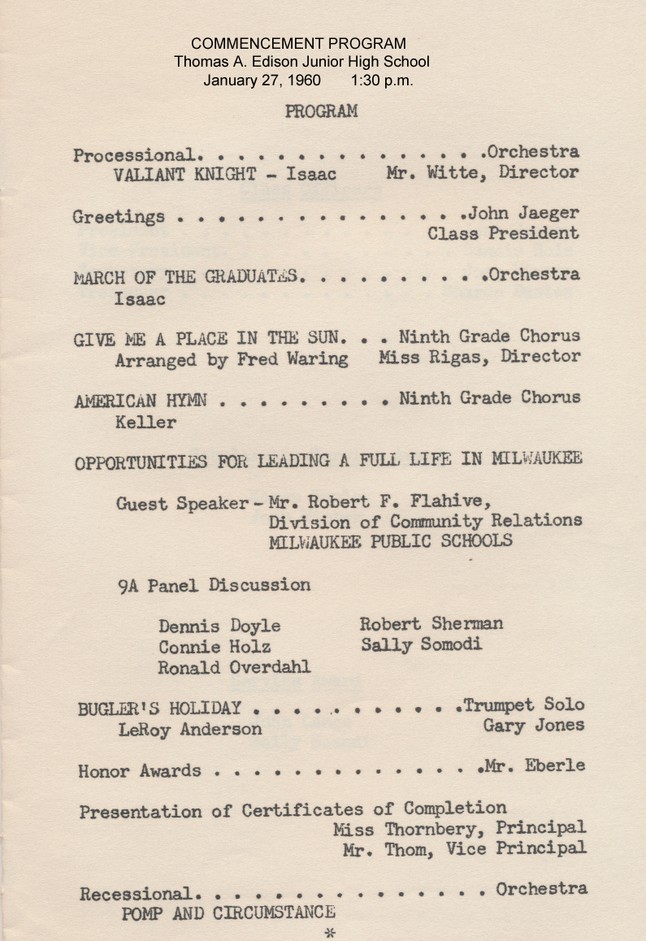 COMMENCEMENT PROGRAM
Thomas A. Edison Junior High School
January 27, 1960 1:30 p.m.
PROGRAM
Processional. . . . . . . . . . . . . . . .Orchestra
VALIANT KNIGHT - Isaac Mr. Witte, Director
Greetings . . . . . . . . . . . . . . .John Jaeger
Class President
MARCH OF THE GRADUATES. . . . . . . . . .Orchestra
Isaac
GIVE ME A PLACE IN THE SUN. . . Ninth Grade Chorus
Arranged by Fred Waring Miss Rigas, Director
AMERICAN HYMN . . . . . . . . . Ninth Grade Chorus
Keller
OPPORTUNITIES FOR LEADING A FULL LIFE IN MILWAUKEE
Guest Speaker - Mr. Robert F. Flahive,
Division of Community Relations
MILWAUKEE PUBLIC SCHOOLS
9A Panel Discussion
Dennis Doyle Robert Sherman
Connie Holz Sally Somodi
Ronald Overdahl
BUGLER'S HOLIDAY . . . . . . . . . . .Trumpet Solo
LeRoy Anderson Gary Jones
Honor Awards . . . . . . . . . . . . . .Mr. Eberle
Presentation of Certificates of Completion
Miss Thornbery, Principal
Mr. Thom, Vice Principal
Recessional. . . . . . . . . . . . . . . Orchestra
POMP AND CIRCUMSTANCE
*